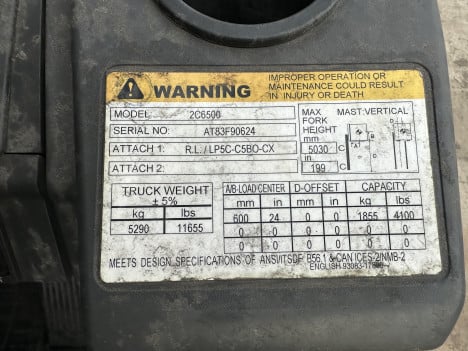 WARNING
IMPROPER OPERATION OR
MAINTENANCE COULD RESULT
IN INJURY OR DEATH
MODEL 2C6500
SERIAL NO: AT83F90624
ATTACH 1: R.L. / LP5C-C5BO-CX
ATTACH 2:
MAX FORK HEIGHT MAST: VERTICAL
mm
5030 C
in
199 C
TRUCK WEIGHT
± 5%
kg lbs
5290 11655
A/B-LOAD CENTER D-OFFSET CAPACITY
mm in mm in kg lbs
600 24 0 0 1855 4100
0 0 0 0 0 0
0 0 0 0 0 0
MEETS DESIGN SPECIFICATIONS OF ANSI/ITSDF B56.1 & CAN ICES-2/NMB-2
ENGLISH